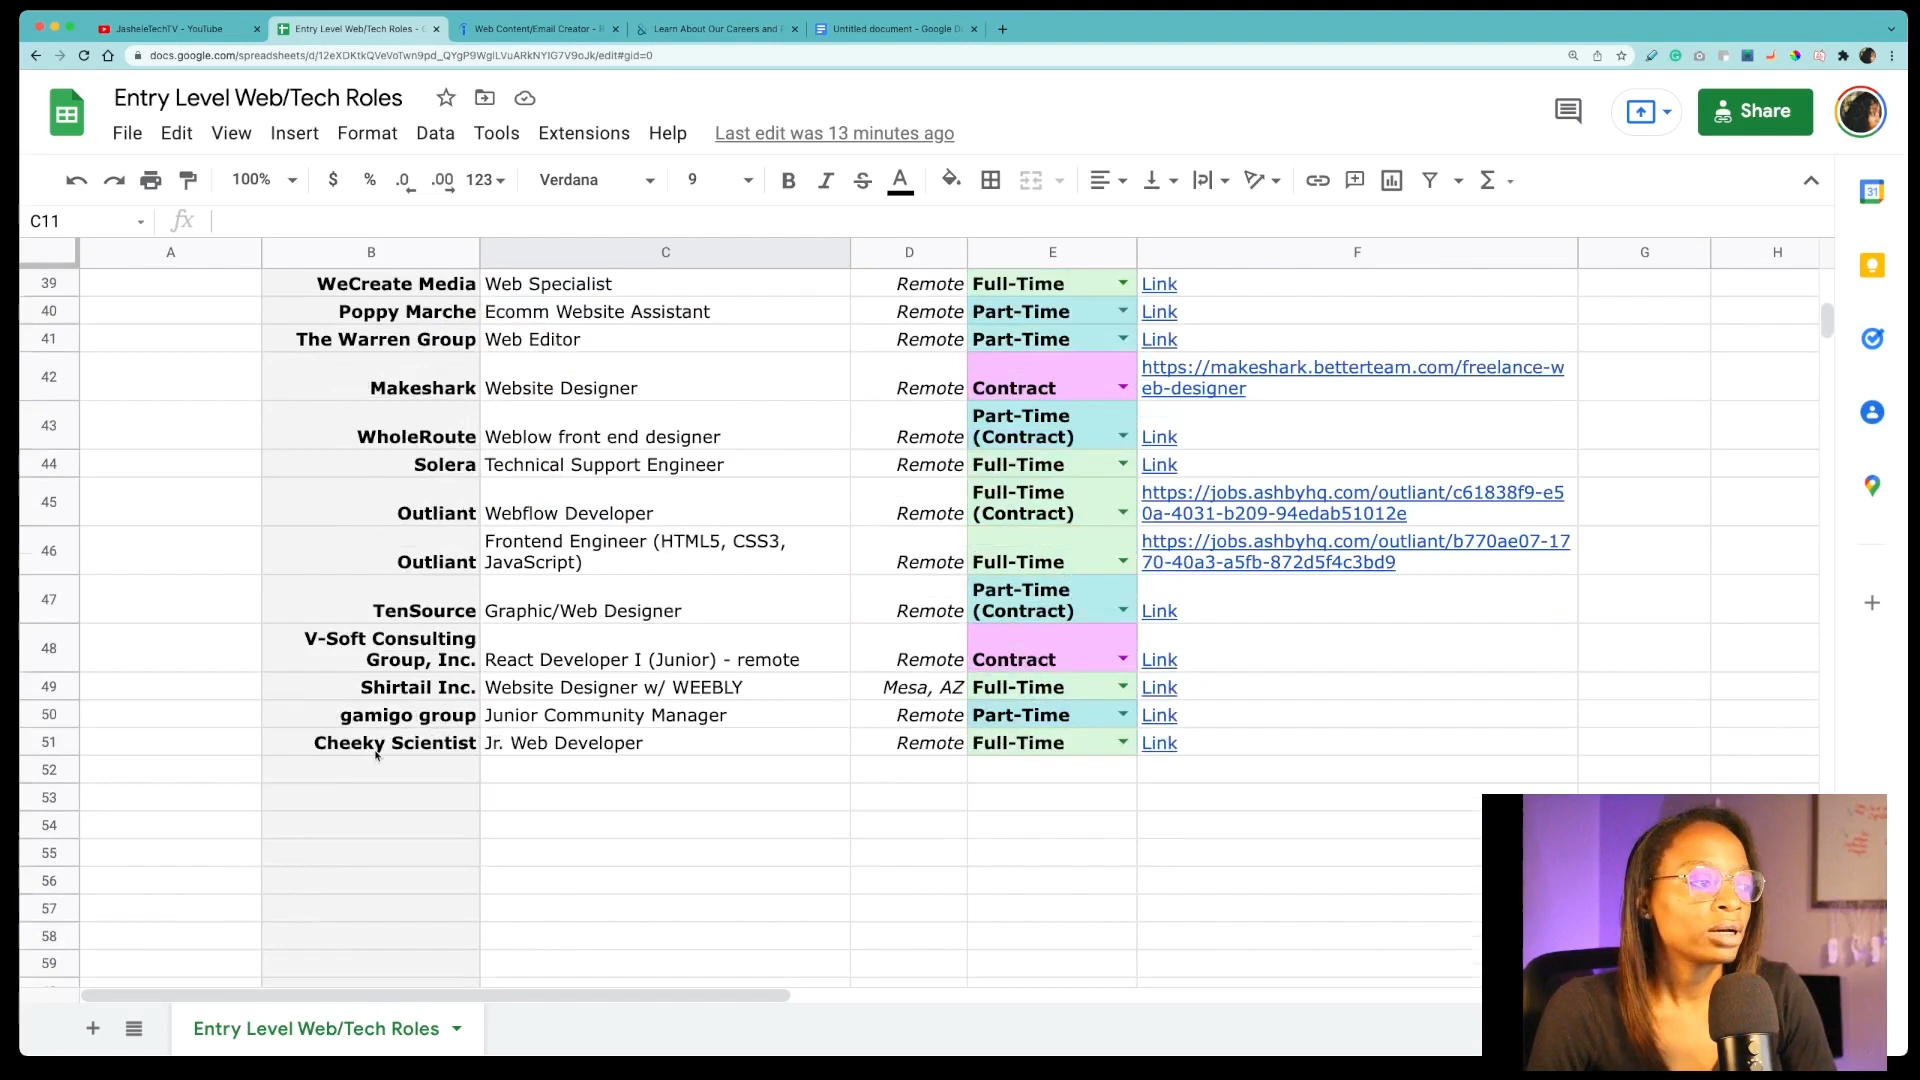 JasheleTechTV - YouTube
Entry Level Web/Tech Roles -
Web Content/Email Creator -
Learn About Our Careers and
Untitled document - Google D
docs.google.com/spreadsheets/d/12eXDKtkQVeVoTwn9pd_QYgP9WglLVuARkNYIG7V9oJk/edit#gid=0
Entry Level Web/Tech Roles
Share
File Edit View Insert Format Data Tools Extensions Help Last edit was 13 minutes ago
100% $ % .0 .00 123 Verdana 9 B I S A Σ
31
C11 fx
A B C D E F G H
39 WeCreate Media Web Specialist Remote Full-Time Link
40 Poppy Marche Ecomm Website Assistant Remote Part-Time Link
41 The Warren Group Web Editor Remote Part-Time Link
42 Makeshark Website Designer Remote Contract https://makeshark.betterteam.com/freelance-w
eb-designer
43 WholeRoute Weblow front end designer Remote Part-Time
(Contract) Link
44 Solera Technical Support Engineer Remote Full-Time Link
45 Outliant Webflow Developer Remote Full-Time
(Contract) https://jobs.ashbyhq.com/outliant/c61838f9-e5
0a-4031-b209-94edab51012e
46 Outliant Frontend Engineer (HTML5, CSS3,
JavaScript) Remote Full-Time https://jobs.ashbyhq.com/outliant/b770ae07-17
70-40a3-a5fb-872d5f4c3bd9
47 TenSource Graphic/Web Designer Remote Part-Time
(Contract) Link
48 V-Soft Consulting
Group, Inc. React Developer I (Junior) - remote Remote Contract Link
49 Shirtail Inc. Website Designer w/ WEEBLY Mesa, AZ Full-Time Link
50 gamigo group Junior Community Manager Remote Part-Time Link
51 Cheeky Scientist Jr. Web Developer Remote Full-Time Link
52
53
54
55
56
57
58
59
Entry Level Web/Tech Roles